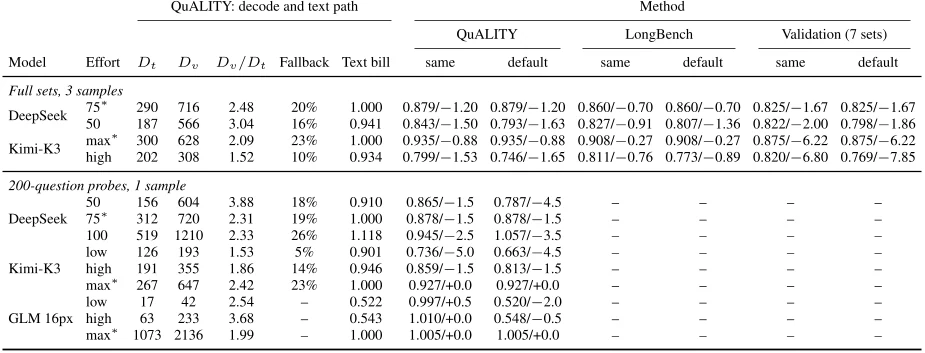 QuALITY: decode and text path Method
QuALITY LongBench Validation (7 sets)
Model Effort Dt Dv Dv/Dt Fallback Text bill same default same default same default
Full sets, 3 samples
DeepSeek 75* 290 716 2.48 20% 1.000 0.879/−1.20 0.879/−1.20 0.860/−0.70 0.860/−0.70 0.825/−1.67 0.825/−1.67
50 187 566 3.04 16% 0.941 0.843/−1.50 0.793/−1.63 0.827/−0.91 0.807/−1.36 0.822/−2.00 0.798/−1.86
Kimi-K3 max* 300 628 2.09 23% 1.000 0.935/−0.88 0.935/−0.88 0.908/−0.27 0.908/−0.27 0.875/−6.22 0.875/−6.22
high 202 308 1.52 10% 0.934 0.799/−1.53 0.746/−1.65 0.811/−0.76 0.773/−0.89 0.820/−6.80 0.769/−7.85
200-question probes, 1 sample
50 156 604 3.88 18% 0.910 0.865/−1.5 0.787/−4.5 – – – –
DeepSeek 75* 312 720 2.31 19% 1.000 0.878/−1.5 0.878/−1.5 – – – –
100 519 1210 2.33 26% 1.118 0.945/−2.5 1.057/−3.5 – – – –
low 126 193 1.53 5% 0.901 0.736/−5.0 0.663/−4.5 – – – –
Kimi-K3 high 191 355 1.86 14% 0.946 0.859/−1.5 0.813/−1.5 – – – –
max* 267 647 2.42 23% 1.000 0.927/+0.0 0.927/+0.0 – – – –
low 17 42 2.54 – 0.522 0.997/+0.5 0.520/−2.0 – – – –
GLM 16px high 63 233 3.68 – 0.543 1.010/+0.0 0.548/−0.5 – – – –
max* 1073 2136 1.99 – 1.000 1.005/+0.0 1.005/+0.0 – – – –